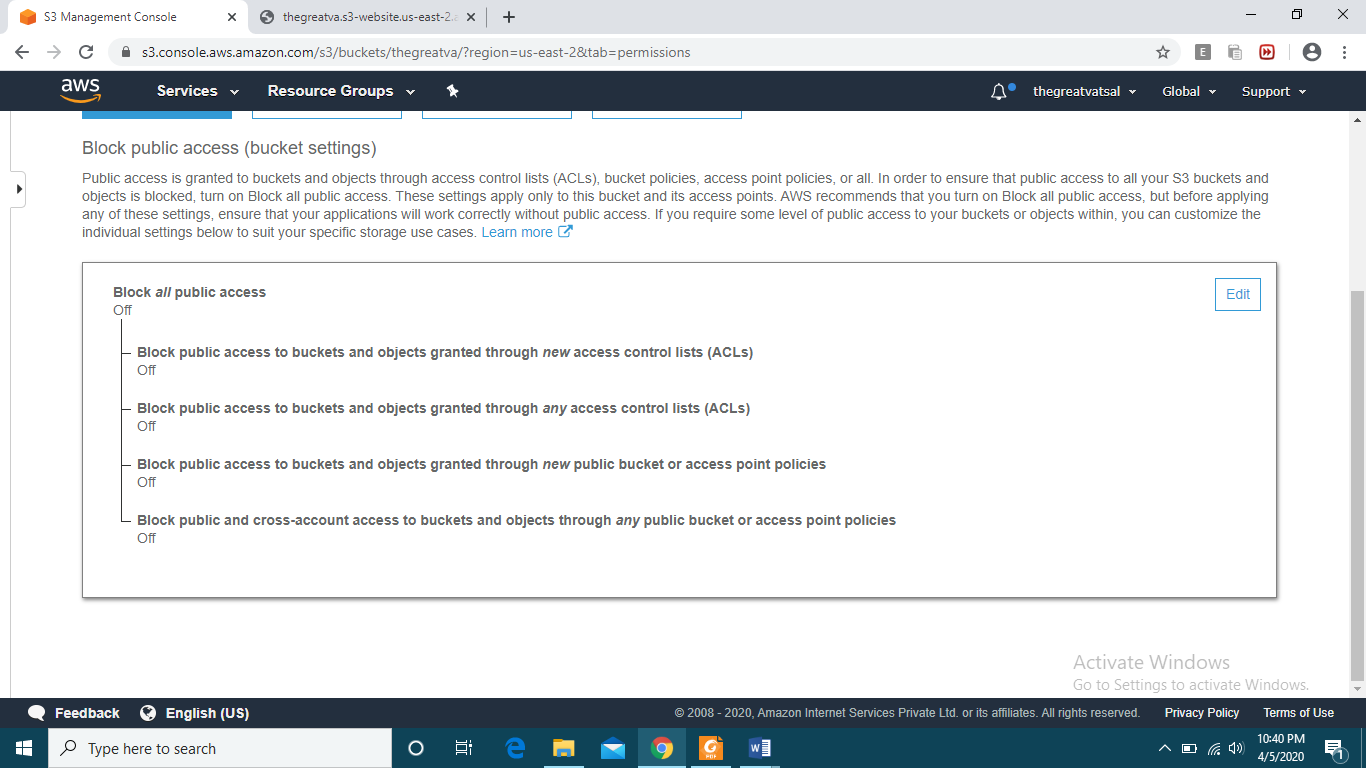 S3 Management Console
thegreatva.s3-website.us-east-2.a
s3.console.aws.amazon.com/s3/buckets/thegreatva/?region=us-east-2&tab=permissions
E
aws
Services
Resource Groups
thegreatvatsal
Global
Support
Block public access (bucket settings)
Public access is granted to buckets and objects through access control lists (ACLs), bucket policies, access point policies, or all. In order to ensure that public access to all your S3 buckets and
objects is blocked, turn on Block all public access. These settings apply only to this bucket and its access points. AWS recommends that you turn on Block all public access, but before applying
any of these settings, ensure that your applications will work correctly without public access. If you require some level of public access to your buckets or objects within, you can customize the
individual settings below to suit your specific storage use cases. Learn more
Block all public access
Edit
Off
Block public access to buckets and objects granted through new access control lists (ACLs)
Off
Block public access to buckets and objects granted through any access control lists (ACLs)
Off
Block public access to buckets and objects granted through new public bucket or access point policies
Off
Block public and cross-account access to buckets and objects through any public bucket or access point policies
Off
Activate Windows
Go to Settings to activate Windows.
Feedback
English (US)
© 2008 - 2020, Amazon Internet Services Private Ltd. or its affiliates. All rights reserved.
Privacy Policy
Terms of Use
Type here to search
10:40 PM
4/5/2020
1